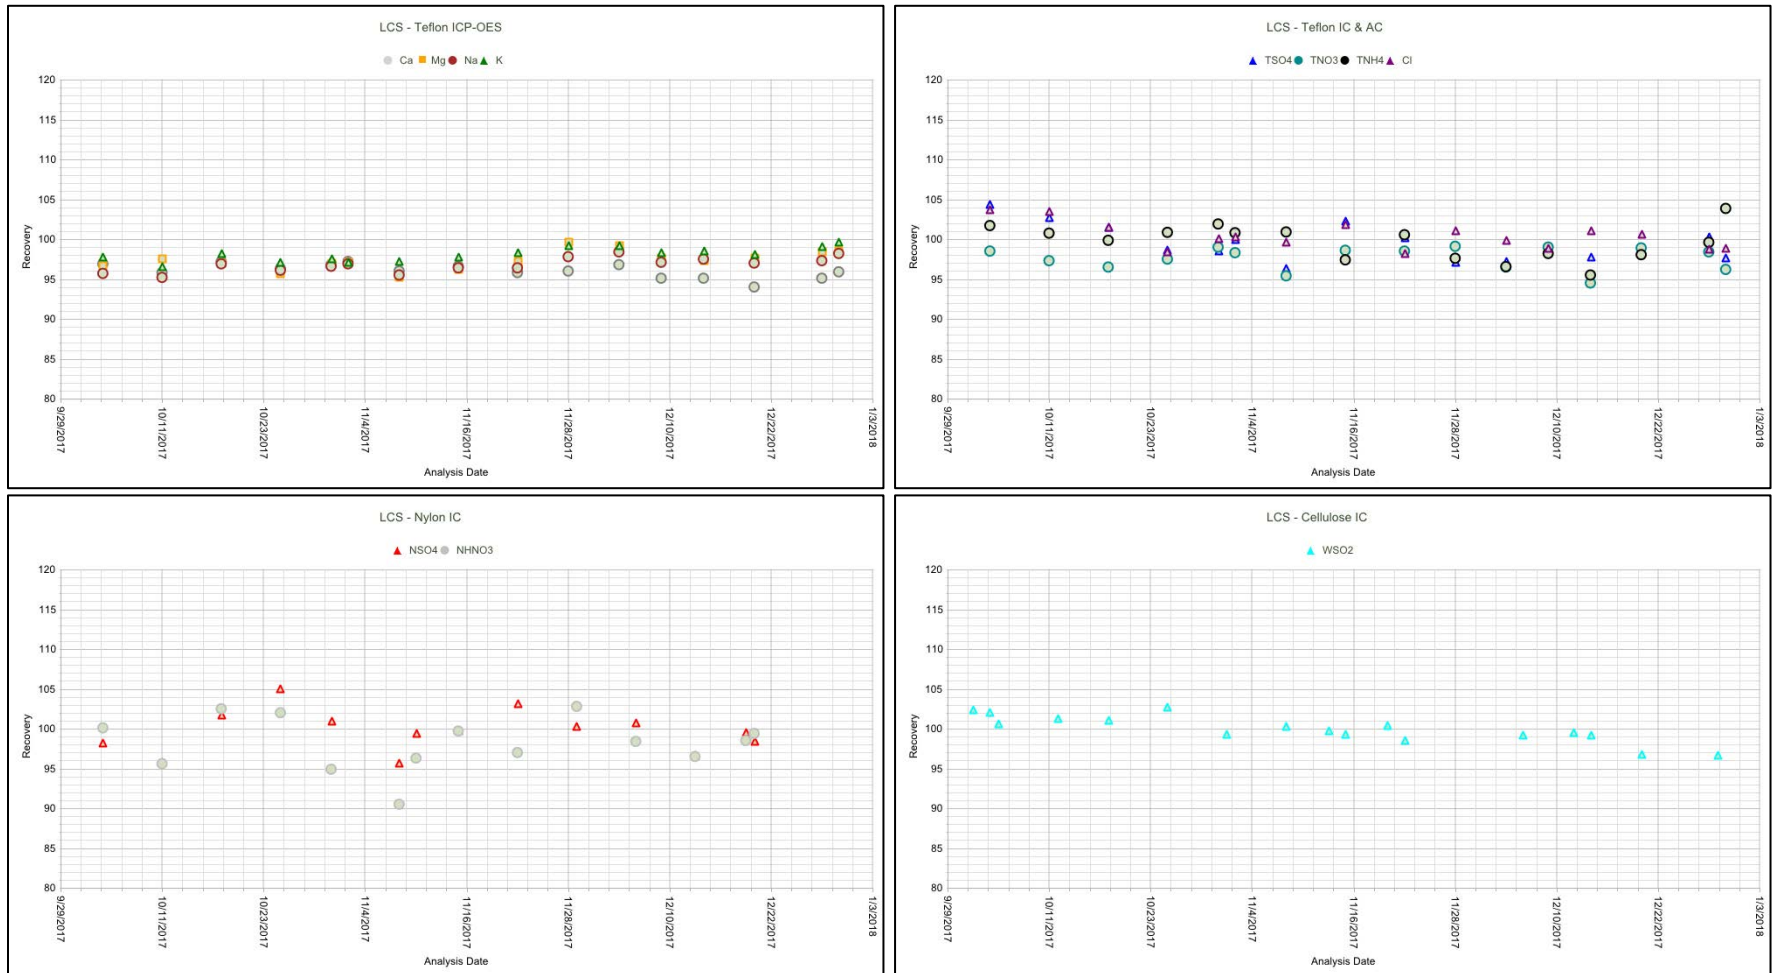 LCS - Teflon ICP-OES
Ca Mg Na K
120
115
110
105
100
95
90
85
80
Recovery
9/29/2017 10/11/2017 10/23/2017 11/4/2017 11/16/2017 11/28/2017 12/10/2017 12/22/2017 1/3/2018
Analysis Date
LCS - Teflon IC & AC
TSO4 TNO3 TNH4 Cl
120
115
110
105
100
95
90
85
80
Recovery
9/29/2017 10/11/2017 10/23/2017 11/4/2017 11/16/2017 11/28/2017 12/10/2017 12/22/2017 1/3/2018
Analysis Date
LCS - Nylon IC
NSO4 NHNO3
120
115
110
105
100
95
90
85
80
Recovery
9/29/2017 10/11/2017 10/23/2017 11/4/2017 11/16/2017 11/28/2017 12/10/2017 12/22/2017 1/3/2018
Analysis Date
LCS - Cellulose IC
WSO2
120
115
110
105
100
95
90
85
80
Recovery
9/29/2017 10/11/2017 10/23/2017 11/4/2017 11/16/2017 11/28/2017 12/10/2017 12/22/2017 1/3/2018
Analysis Date